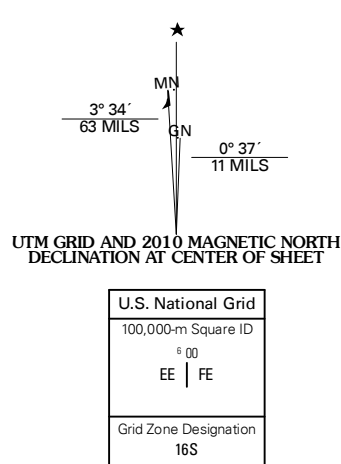 MN
3° 34´
63 MILS
GN
0° 37´
11 MILS
UTM GRID AND 2010 MAGNETIC NORTH
DECLINATION AT CENTER OF SHEET
U.S. National Grid
100,000-m Square ID
6 00
EE FE
Grid Zone Designation
16S